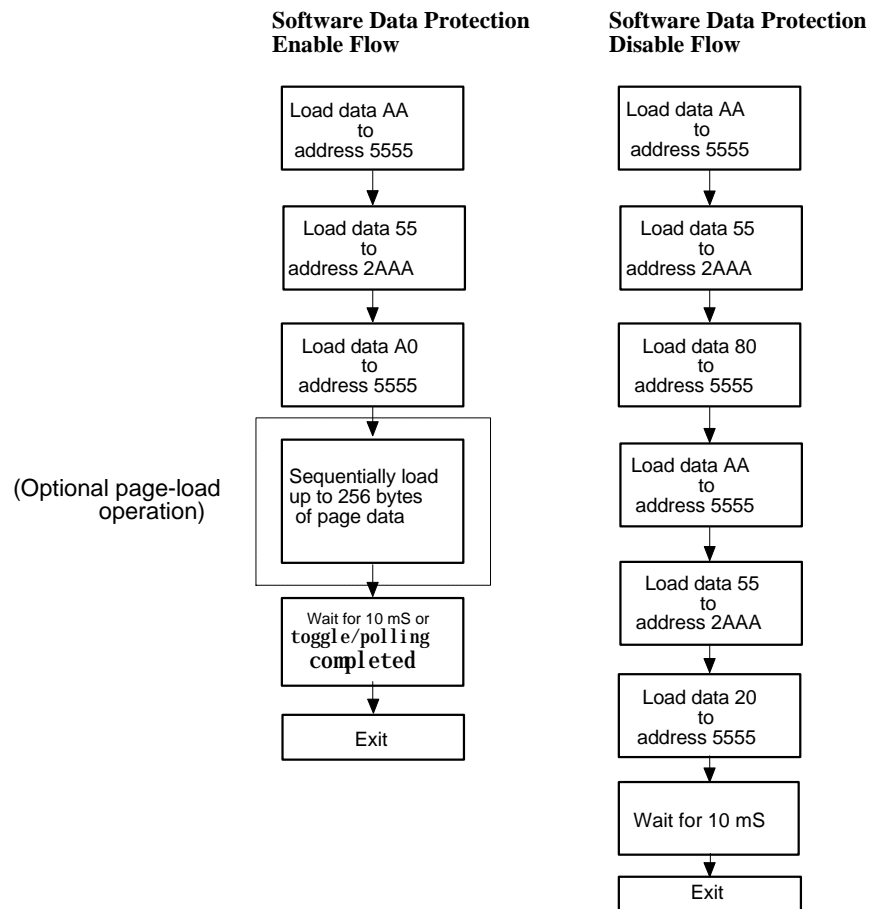 Software Data Protection
Enable Flow
Load data AA
to
address 5555
Load data 55
to
address 2AAA
Load data A0
to
address 5555
(Optional page-load
operation)
Sequentially load
up to 256 bytes
of page data
Wait for 10 mS or
toggle/polling
completed
Exit
Software Data Protection
Disable Flow
Load data AA
to
address 5555
Load data 55
to
address 2AAA
Load data 80
to
address 5555
Load data AA
to
address 5555
Load data 55
to
address 2AAA
Load data 20
to
address 5555
Wait for 10 mS
Exit